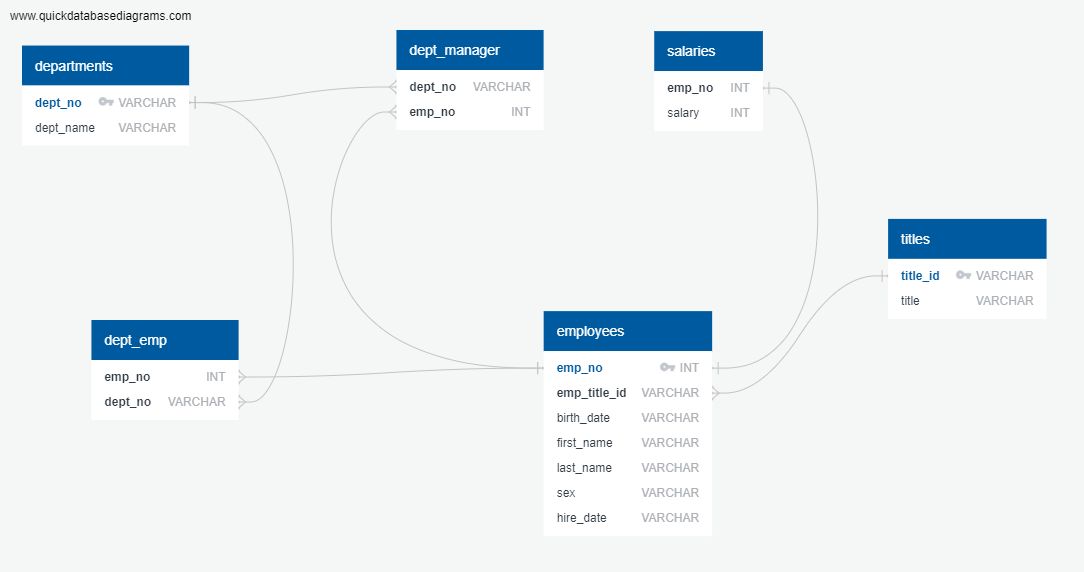 www.quickdatabasediagrams.com
departments
dept_no VARCHAR
dept_name VARCHAR
dept_manager
dept_no VARCHAR
emp_no INT
salaries
emp_no INT
salary INT
titles
title_id VARCHAR
title VARCHAR
dept_emp
emp_no INT
dept_no VARCHAR
employees
emp_no INT
emp_title_id VARCHAR
birth_date VARCHAR
first_name VARCHAR
last_name VARCHAR
sex VARCHAR
hire_date VARCHAR